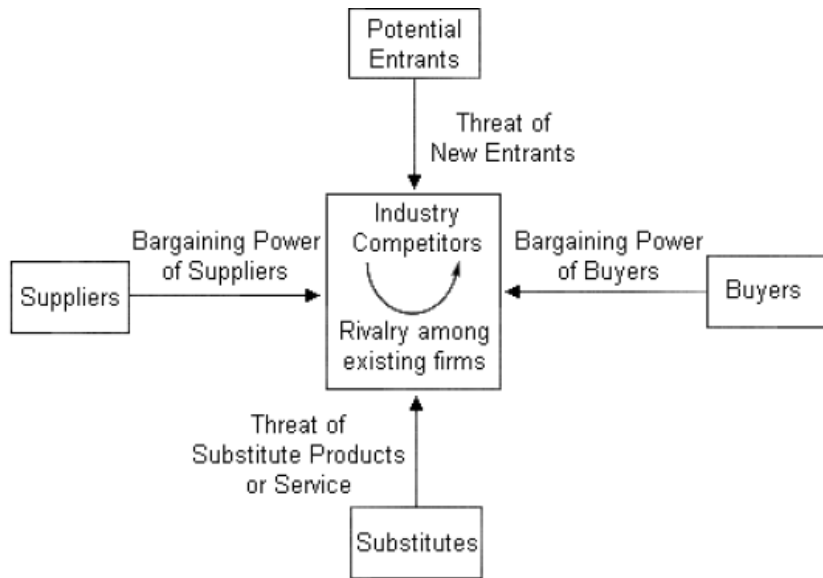 Potential
Entrants
Threat of
New Entrants
Industry
Competitors
Rivalry among
existing firms
Bargaining Power
of Suppliers
Suppliers
Bargaining Power
of Buyers
Buyers
Threat of
Substitute Products
or Service
Substitutes